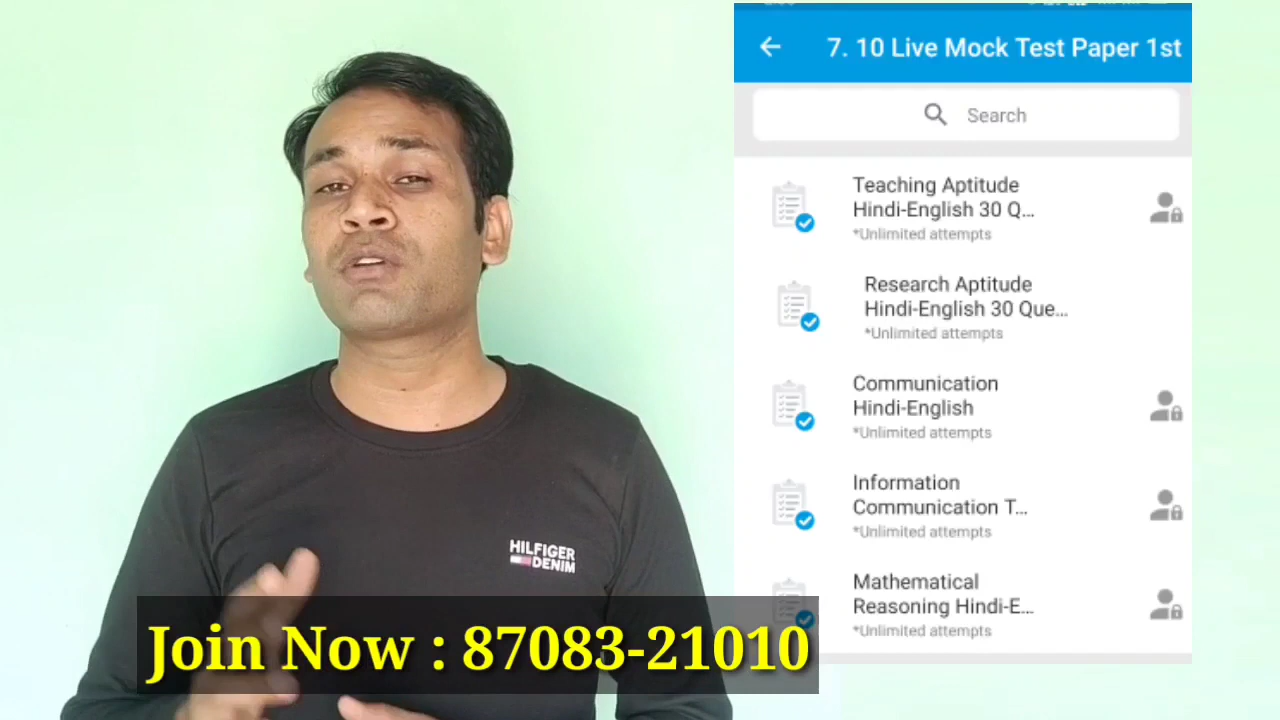 7. 10 Live Mock Test Paper 1st
Search
Teaching Aptitude
Hindi-English 30 Q...
*Unlimited attempts
Research Aptitude
Hindi-English 30 Que...
*Unlimited attempts
Communication
Hindi-English
*Unlimited attempts
Information
Communication T...
*Unlimited attempts
Mathematical
Reasoning Hindi-E...
*Unlimited attempts
HILFIGER
DENIM
Join Now : 87083-21010